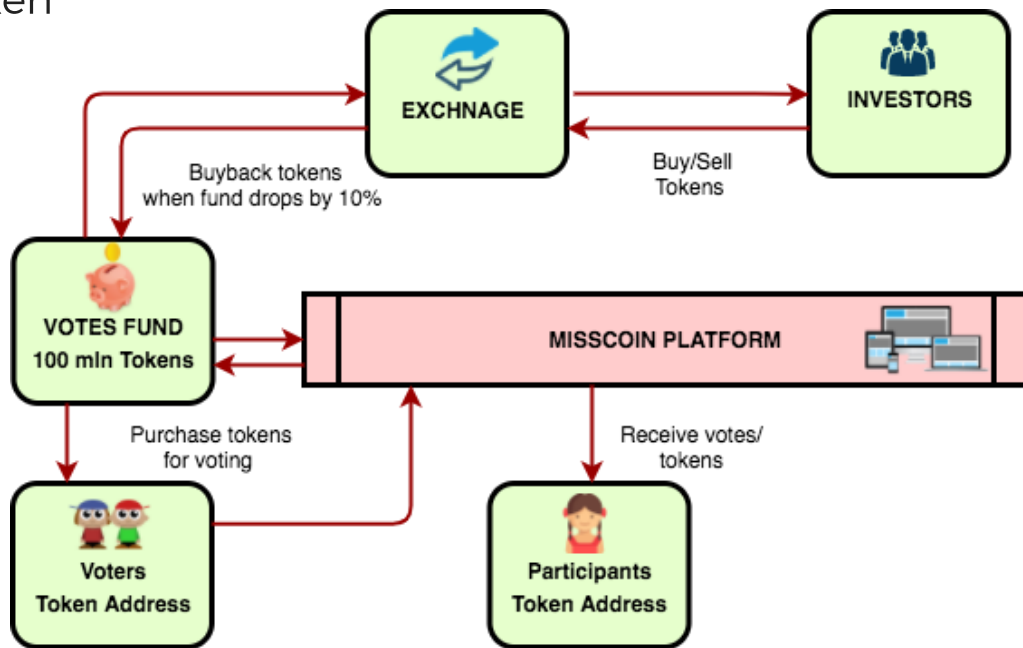 EXCHNAGE
INVESTORS
Buy/Sell
Tokens
Buyback tokens
when fund drops by 10%
VOTES FUND
100 mln Tokens
MISSCOIN PLATFORM
Purchase tokens
for voting
Receive votes/
tokens
Voters
Token Address
Participants
Token Address